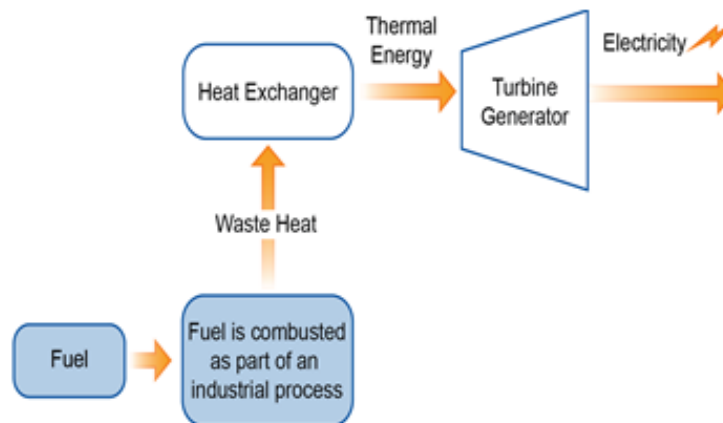 Thermal
Energy
Electricity
Heat Exchanger
Turbine
Generator
Waste Heat
Fuel
Fuel is combusted
as part of an
industrial process